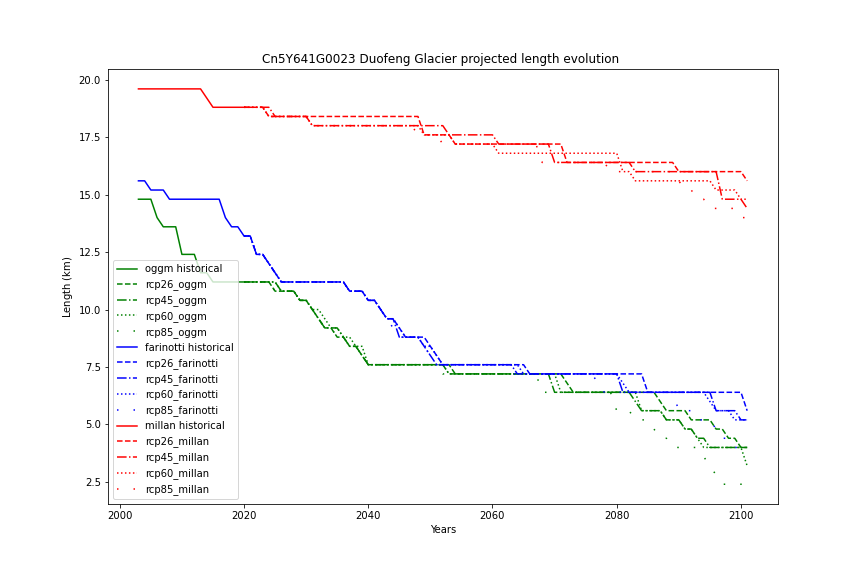 Cn5Y641G0023 Duofeng Glacier projected length evolution
20.0
17.5
15.0
12.5
10.0
7.5
5.0
2.5
Length (km)
oggm historical
rcp26_oggm
rcp45_oggm
rcp60_oggm
rcp85_oggm
farinotti historical
rcp26_farinotti
rcp45_farinotti
rcp60_farinotti
rcp85_farinotti
millan historical
rcp26_millan
rcp45_millan
rcp60_millan
rcp85_millan
2000 2020 2040 2060 2080 2100
Years